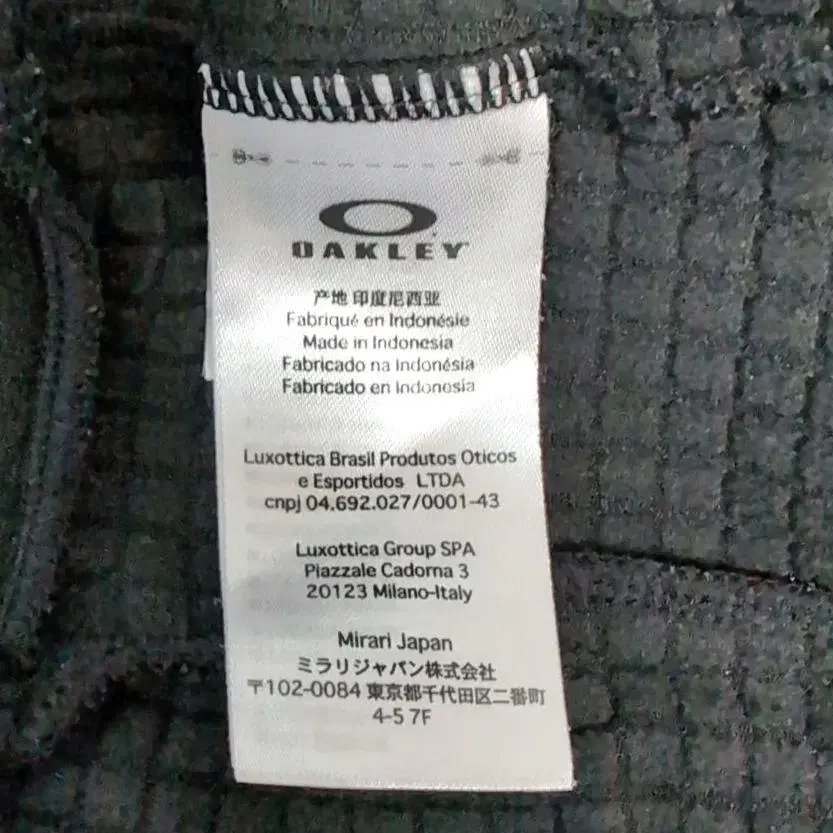 OAKLEY
产地 印度尼西亚
Fabriqué en Indonésie
Made in Indonesia
Fabricado na Indonésia
Fabricado en Indonesia
Luxottica Brasil Produtos Oticos
e Esportidos LTDA
cnpj 04.692.027/0001-43
Luxottica Group SPA
Piazzale Cadorna 3
20123 Milano-Italy
Mirari Japan
ミラリジャパン株式会社
〒102-0084 東京都千代田区二番町
4-5 7F